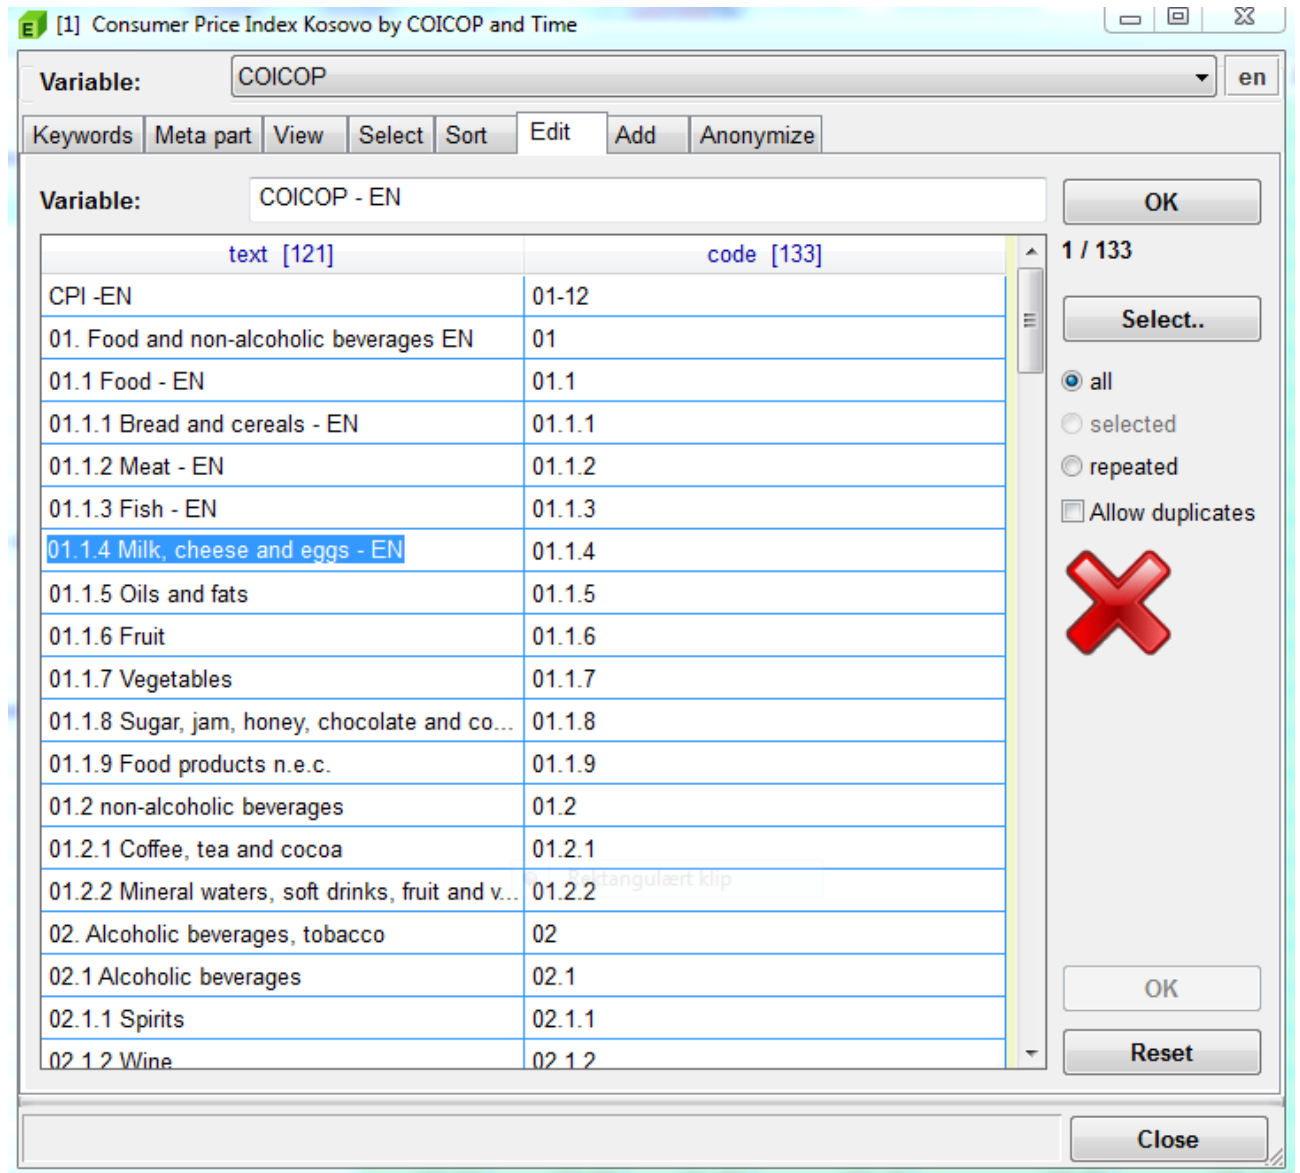 E [1] Consumer Price Index Kosovo by COICOP and Time
Variable: COICOP en
Keywords Meta part View Select Sort Edit Add Anonymize
Variable: COICOP - EN OK
text [121] code [133] 1 / 133
CPI -EN 01-12
Select..
01. Food and non-alcoholic beverages EN 01
01.1 Food - EN 01.1 all
01.1.1 Bread and cereals - EN 01.1.1 selected
01.1.2 Meat - EN 01.1.2 repeated
01.1.3 Fish - EN 01.1.3 Allow duplicates
01.1.4 Milk, cheese and eggs - EN 01.1.4
01.1.5 Oils and fats 01.1.5
01.1.6 Fruit 01.1.6
01.1.7 Vegetables 01.1.7
01.1.8 Sugar, jam, honey, chocolate and co... 01.1.8
01.1.9 Food products n.e.c. 01.1.9
01.2 non-alcoholic beverages 01.2
01.2.1 Coffee, tea and cocoa 01.2.1
Rektangulært klip
01.2.2 Mineral waters, soft drinks, fruit and v... 01.2.2
02. Alcoholic beverages, tobacco 02
02.1 Alcoholic beverages 02.1 OK
02.1.1 Spirits 02.1.1
02.1.2 Wine 02.1.2 Reset
Close